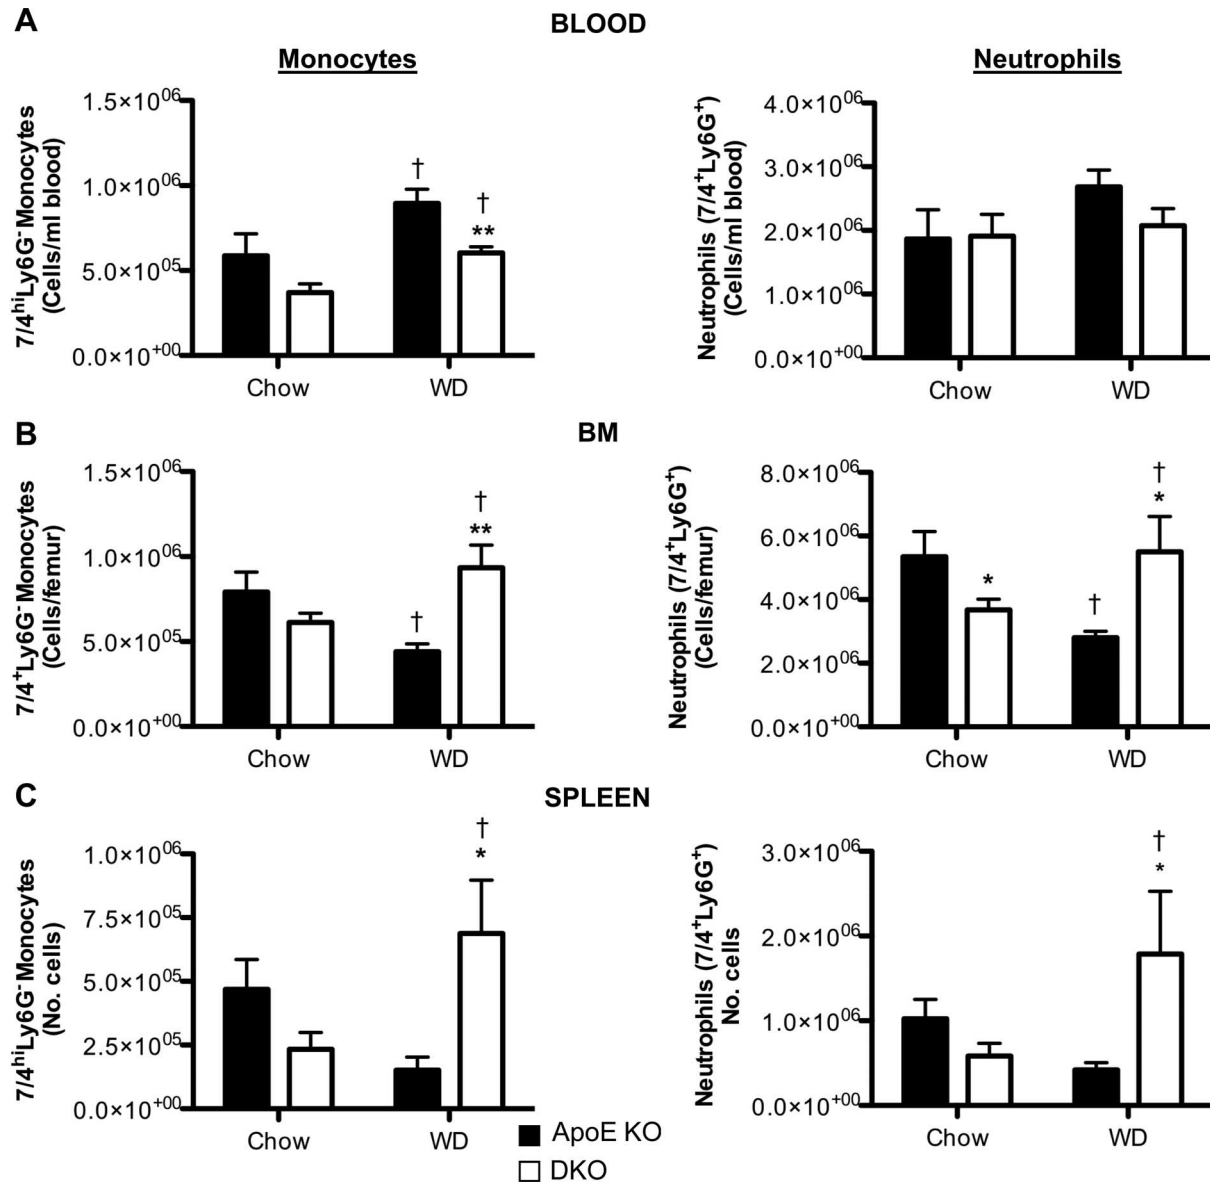 A
BLOOD
Monocytes
Neutrophils
7/4hiLy6G- Monocytes
(Cells/ml blood)
1.5×10+06
1.0×10+06
5.0×10+05
0.0×10+00
†
†
**
Chow
WD
Neutrophils (7/4+Ly6G+)
(Cells/ml blood)
4.0×10+06
3.0×10+06
2.0×10+06
1.0×10+06
0.0×10+00
Chow
WD
B
BM
7/4+Ly6G- Monocytes
(Cells/femur)
1.5×10+06
1.0×10+06
5.0×10+05
0.0×10+00
†
†
**
Chow
WD
Neutrophils (7/4+Ly6G+)
(Cells/femur)
8.0×10+06
6.0×10+06
4.0×10+06
2.0×10+06
0.0×10+00
*
†
†
*
Chow
WD
C
SPLEEN
7/4hiLy6G- Monocytes
(No. cells)
1.0×10+06
7.5×10+05
5.0×10+05
2.5×10+05
0.0×10+00
†
*
Chow
WD
Neutrophils (7/4+Ly6G+)
No. cells
3.0×10+06
2.0×10+06
1.0×10+06
0.0×10+00
†
*
Chow
WD
ApoE KO
DKO